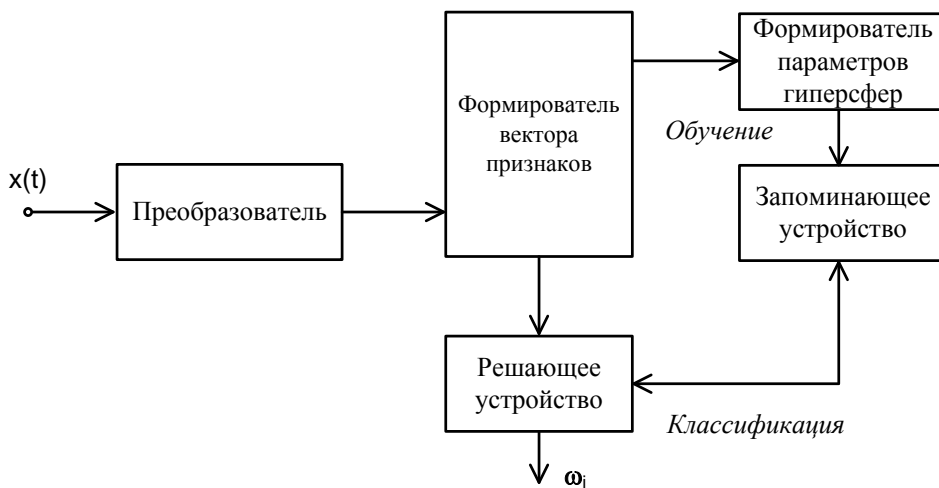 Формирователь
параметров
гиперсфер
Формирователь
вектора
признаков
Обучение
x(t)
Преобразователь
Запоминающее
устройство
Решающее
устройство
Классификация
ωi